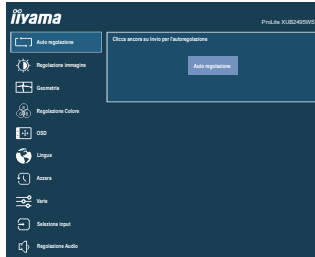 iiyama
ProLite XUB2495WS
Auto regolazione
Clicca ancora su Invio per l'autoregolazione
Auto regolazione
Regolazione immagine
Geometria
Regolazione Colore
OSD
Lingua
Azzera
Varie
Selezione input
Regolazione Audio